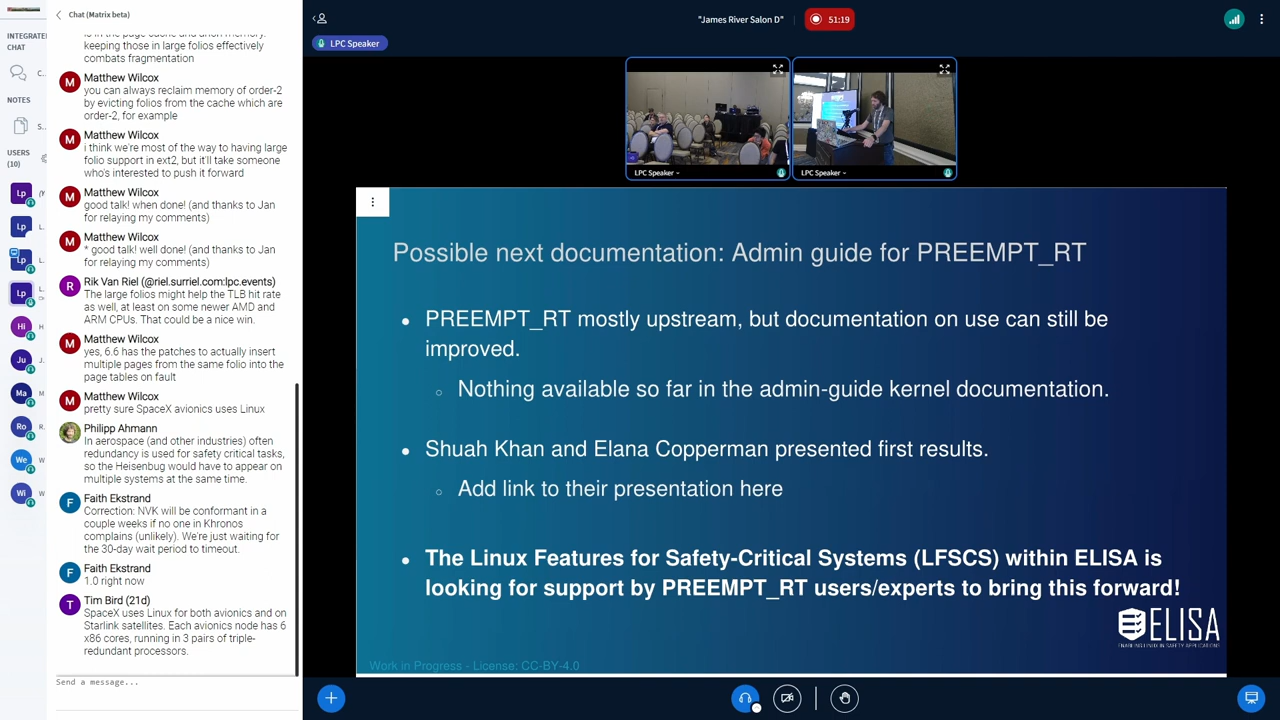 Chat (Matrix beta)
"James River Salon D"
51:19
LPC Speaker
INTEGRATE
CHAT
C...
NOTES
S...
USERS
(10)
Lp
L
Lp
L.
Lp
Hi
H
Ju
J.
Ma
Ro
R.
We
Wi
W
keeping those in large folios effectively
combats fragmentation
M
Matthew Wilcox
you can always reclaim memory of order-2
by evicting folios from the cache which are
order-2, for example
M
Matthew Wilcox
i think we're most of the way to having large
folio support in ext2, but it'll take someone
who's interested to push it forward
M
Matthew Wilcox
good talk! when done! (and thanks to Jan
for relaying my comments)
M
Matthew Wilcox
* good talk! well done! (and thanks to Jan
for relaying my comments)
R
Rik Van Riel (@riel.surriel.com:lpc.events)
The large folios might help the TLB hit rate
as well, at least on some newer AMD and
ARM CPUs. That could be a nice win.
M
Matthew Wilcox
yes, 6.6 has the patches to actually insert
multiple pages from the same folio into the
page tables on fault
M
Matthew Wilcox
pretty sure SpaceX avionics uses Linux
Philipp Ahmann
In aerospace (and other industries) often
redundancy is used for safety critical tasks,
so the Heisenbug would have to appear on
multiple systems at the same time.
F
Faith Ekstrand
Correction: NVK will be conformant in a
couple weeks if no one in Khronos
complains (unlikely). We're just waiting for
the 30-day wait period to timeout.
F
Faith Ekstrand
1.0 right now
T
Tim Bird (21d)
SpaceX uses Linux for both avionics and on
Starlink satellites. Each avionics node has 6
x86 cores, running in 3 pairs of triple-
redundant processors.
Send a message...
LPC Speaker
LPC Speaker
Possible next documentation: Admin guide for PREEMPT_RT
• PREEMPT_RT mostly upstream, but documentation on use can still be
improved.
○ Nothing available so far in the admin-guide kernel documentation.
• Shuah Khan and Elana Copperman presented first results.
○ Add link to their presentation here
• The Linux Features for Safety-Critical Systems (LFSCS) within ELISA is
looking for support by PREEMPT_RT users/experts to bring this forward!
ELISA
ENABLING LINUX IN SAFETY APPLICATIONS
Work in Progress - License: CC-BY-4.0